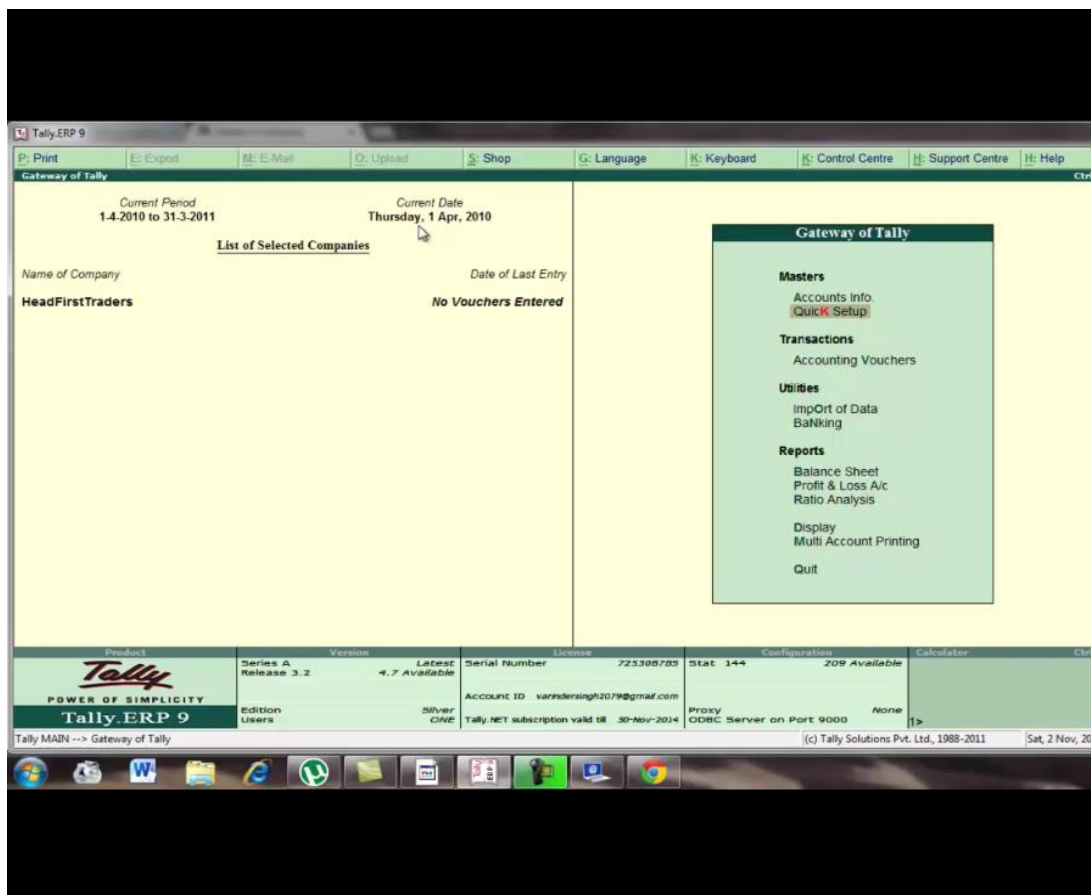 Tally.ERP 9
P: Print E: Export M: E-Mail O: Upload S: Shop G: Language K: Keyboard K: Control Centre H: Support Centre H: Help
Gateway of Tally Ctrl
Current Period Current Date
1-4-2010 to 31-3-2011 Thursday, 1 Apr, 2010
List of Selected Companies
Name of Company Date of Last Entry
HeadFirstTraders No Vouchers Entered
Gateway of Tally
Masters
Accounts Info.
QuicK Setup
Transactions
Accounting Vouchers
Utilities
ImpOrt of Data
BaNking
Reports
Balance Sheet
Profit & Loss A/c
Ratio Analysis
Display
Multi Account Printing
Quit
Product Version License Configuration Calculator Ctrl
Tally
POWER OF SIMPLICITY
Tally.ERP 9
Series A Latest
Release 3.2 4.7 Available
Edition Silver
Users ONE
Serial Number 725308785
Account ID varindersingh2079@gmail.com
Tally.NET subscription valid till 30-Nov-2014
Stat 144 209 Available
Proxy None
ODBC Server on Port 9000
1>
Tally MAIN --> Gateway of Tally (c) Tally Solutions Pvt. Ltd., 1988-2011 Sat, 2 Nov, 20